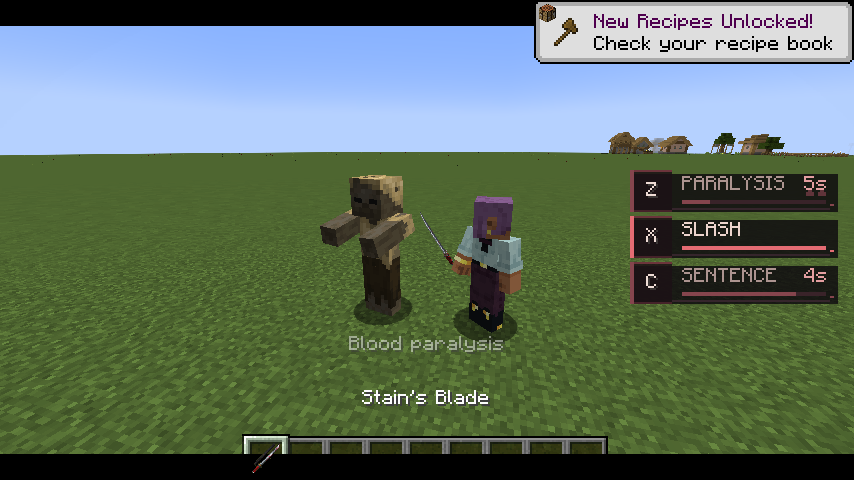 New Recipes Unlocked!
Check your recipe book
Z PARALYSIS 5s
X SLASH
C SENTENCE 4s
Blood paralysis
Stain's Blade